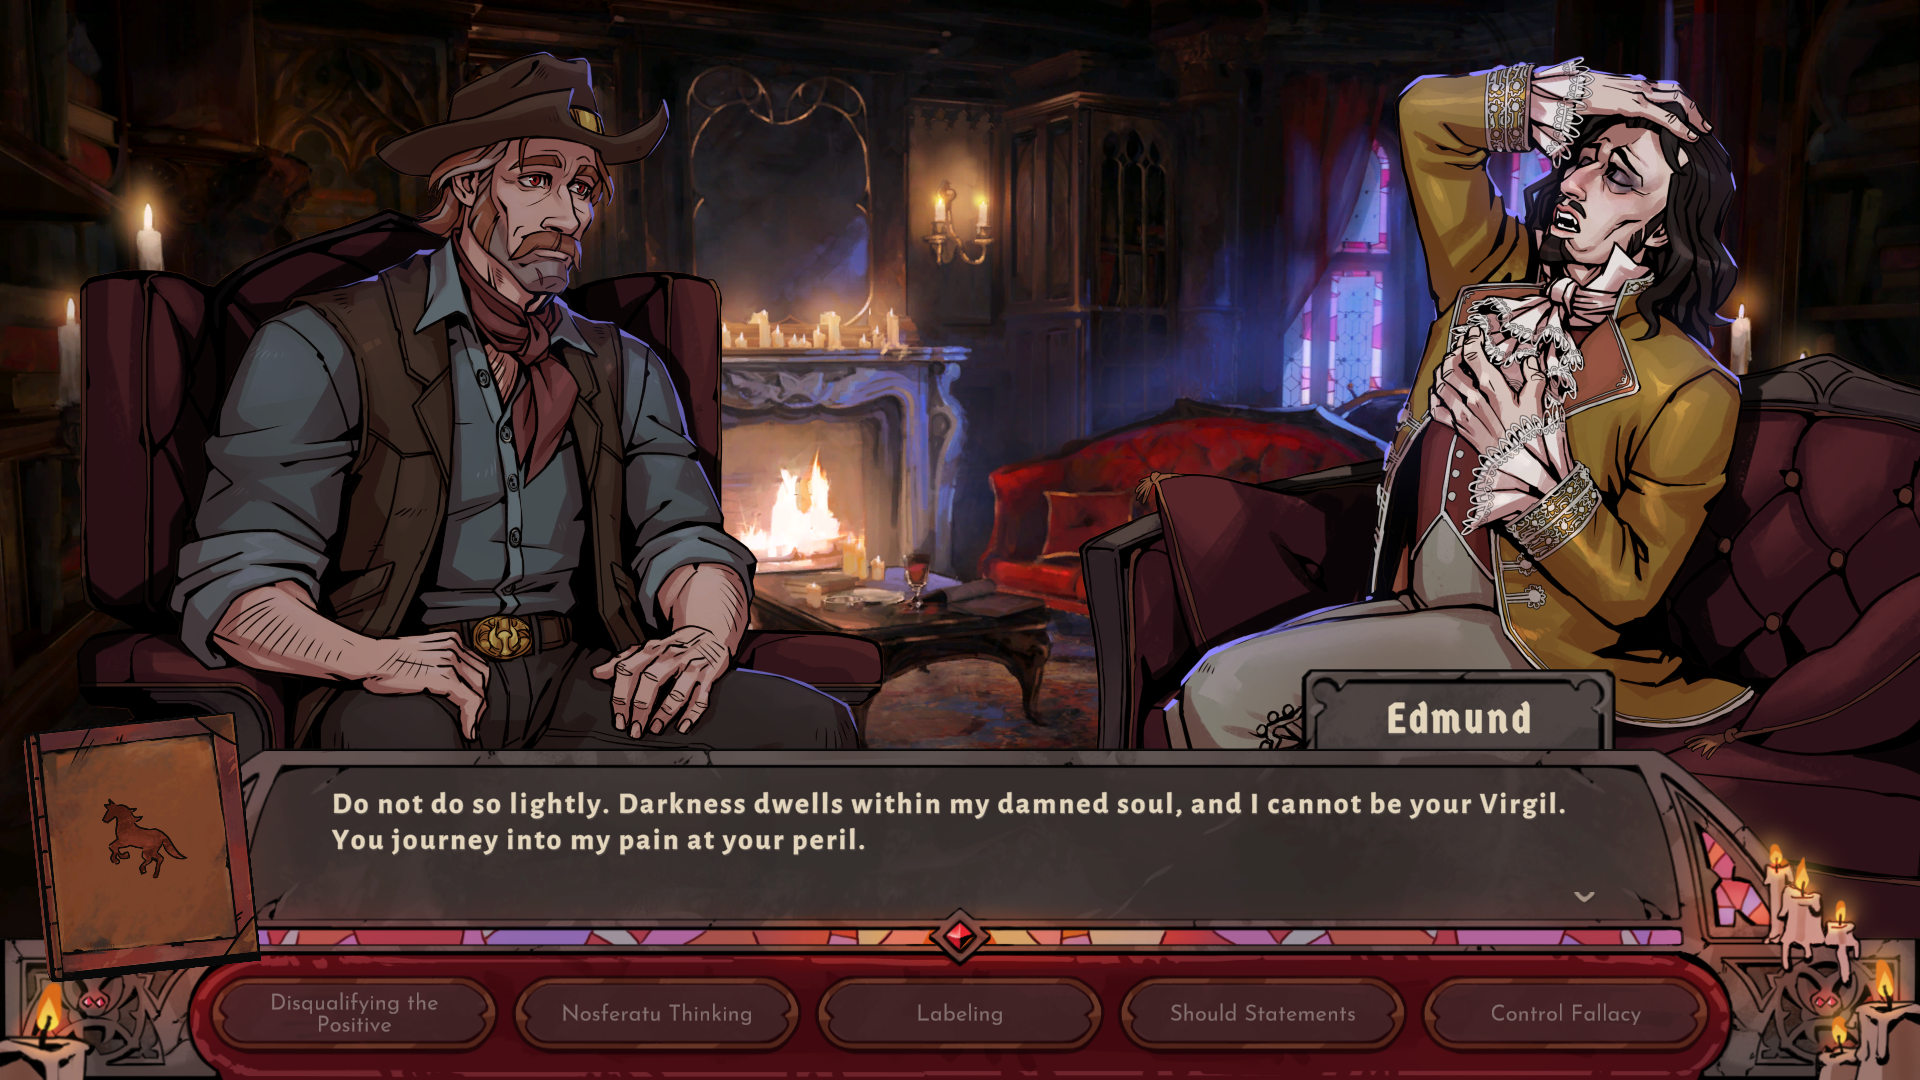 Edmund
Do not do so lightly. Darkness dwells within my damned soul, and I cannot be your Virgil.
You journey into my pain at your peril.
Disqualifying the
Positive
Nosferatu Thinking
Labeling
Should Statements
Control Fallacy